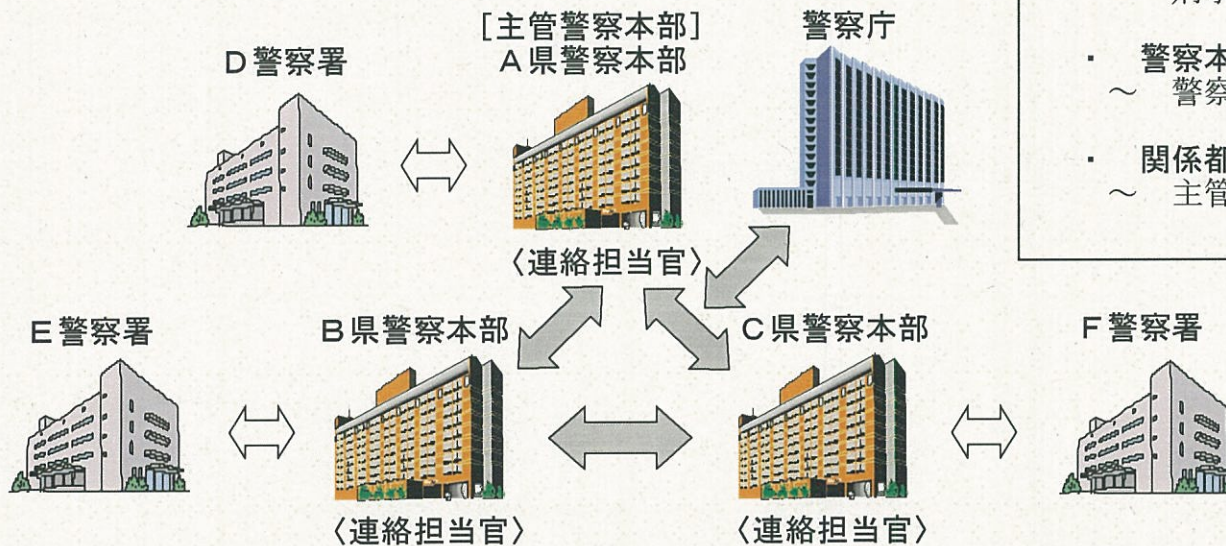 [主管警察本部]
A県警察本部
警察庁
D警察署
〈連絡担当官〉
E警察署
B県警察本部
C県警察本部
F警察署
〈連絡担当官〉
〈連絡担当官〉
・ 警察本
~ 警察
・ 関係都
~ 主管